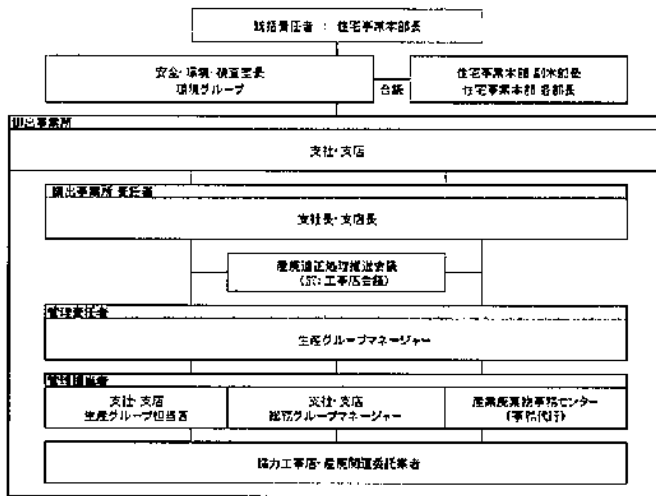 統括責任者 : 住宅事業本部長
安全・環境・検査室長
環境グループ
合議
住宅事業本部 副本部長
住宅事業本部 各部長
排出事業所
支社・支店
排出事業所 責任者
支社長・支店長
産廃適正処理推進会議
工事店会議)
管理責任者
生産グループマネージャー
管理担当者
支社・支店
生産グループ担当者
支社・支店
総務グループマネージャー
産業廃棄物事務センター
(事務代行)
協力工事店・産廃関連委託業者